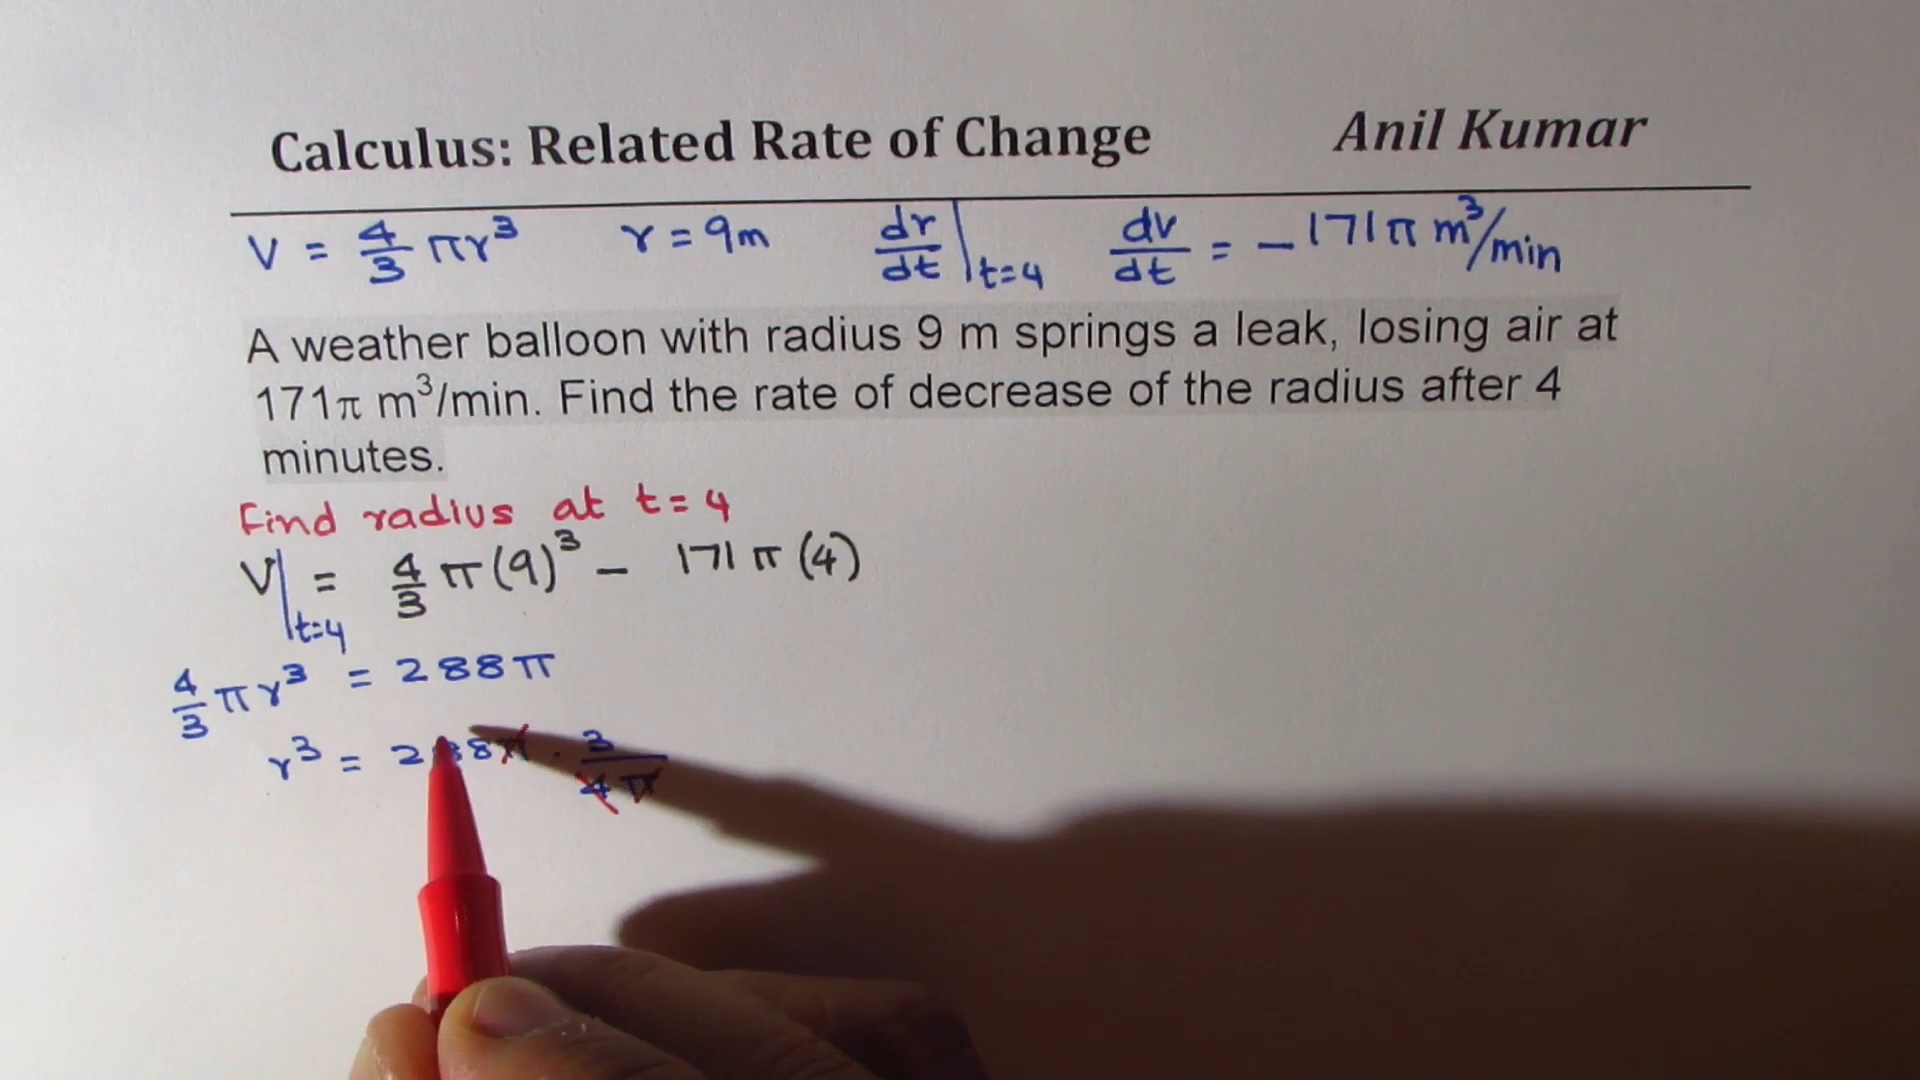 Calculus: Related Rate of Change Anil Kumar
V = 4/3 πr³ r = 9m dr/dt |t=4 dv/dt = -171π m³/min
A weather balloon with radius 9 m springs a leak, losing air at
171π m³/min. Find the rate of decrease of the radius after 4
minutes.
Find radius at t=4
V|t=4 = 4/3 π(9)³ - 171π(4)
4/3 πr³ = 288π
r³ = 288π · 3/4π